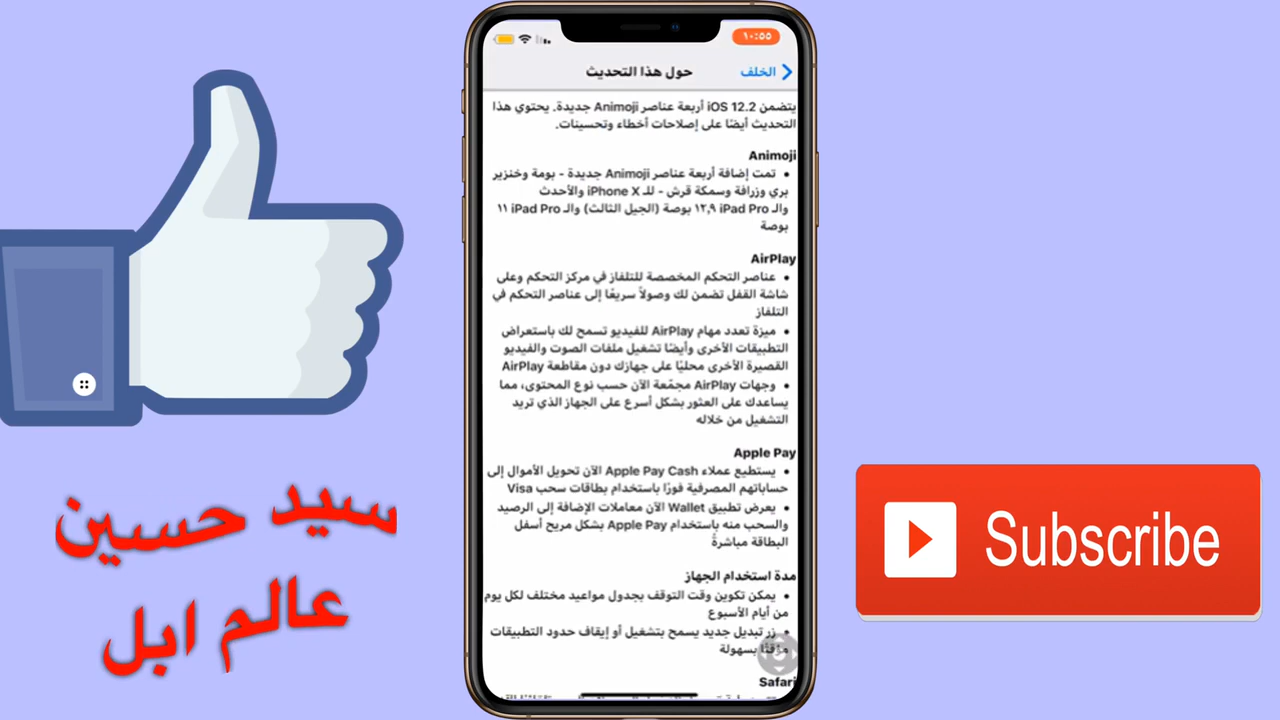 ١٠:٥٥
الخلف
حول هذا التحديث
يتضمن iOS 12.2 أربعة عناصر Animoji جديدة. يحتوي هذا
التحديث أيضًا على إصلاحات أخطاء وتحسينات.
Animoji
• تمت إضافة أربعة عناصر Animoji جديدة - بومة وخنزير
بري وزرافة وسمكة قرش - للـ iPhone X والأحدث
والـ iPad Pro ١٢,٩ بوصة (الجيل الثالث) والـ iPad Pro ١١
بوصة
AirPlay
• عناصر التحكم المخصصة للتلفاز في مركز التحكم وعلى
شاشة القفل تضمن لك وصولاً سريعًا إلى عناصر التحكم في
التلفاز
• ميزة تعدد مهام AirPlay للفيديو تسمح لك باستعراض
التطبيقات الأخرى وأيضًا تشغيل ملفات الصوت والفيديو
القصيرة الأخرى محليًا على جهازك دون مقاطعة AirPlay
• وجهات AirPlay مجمّعة الآن حسب نوع المحتوى، مما
يساعدك على العثور بشكل أسرع على الجهاز الذي تريد
التشغيل من خلاله
Apple Pay
• يستطيع عملاء Apple Pay Cash الآن تحويل الأموال إلى
حساباتهم المصرفية فورًا باستخدام بطاقات سحب Visa
• يعرض تطبيق Wallet الآن معاملات الإضافة إلى الرصيد
والسحب منه باستخدام Apple Pay بشكل مريح أسفل
البطاقة مباشرةً
مدة استخدام الجهاز
• يمكن تكوين وقت التوقف بجدول مواعيد مختلف لكل يوم
من أيام الأسبوع
• زر تبديل جديد يسمح بتشغيل أو إيقاف حدود التطبيقات
مؤقتًا بسهولة
Safari
سيد حسين
عالم ابل
Subscribe